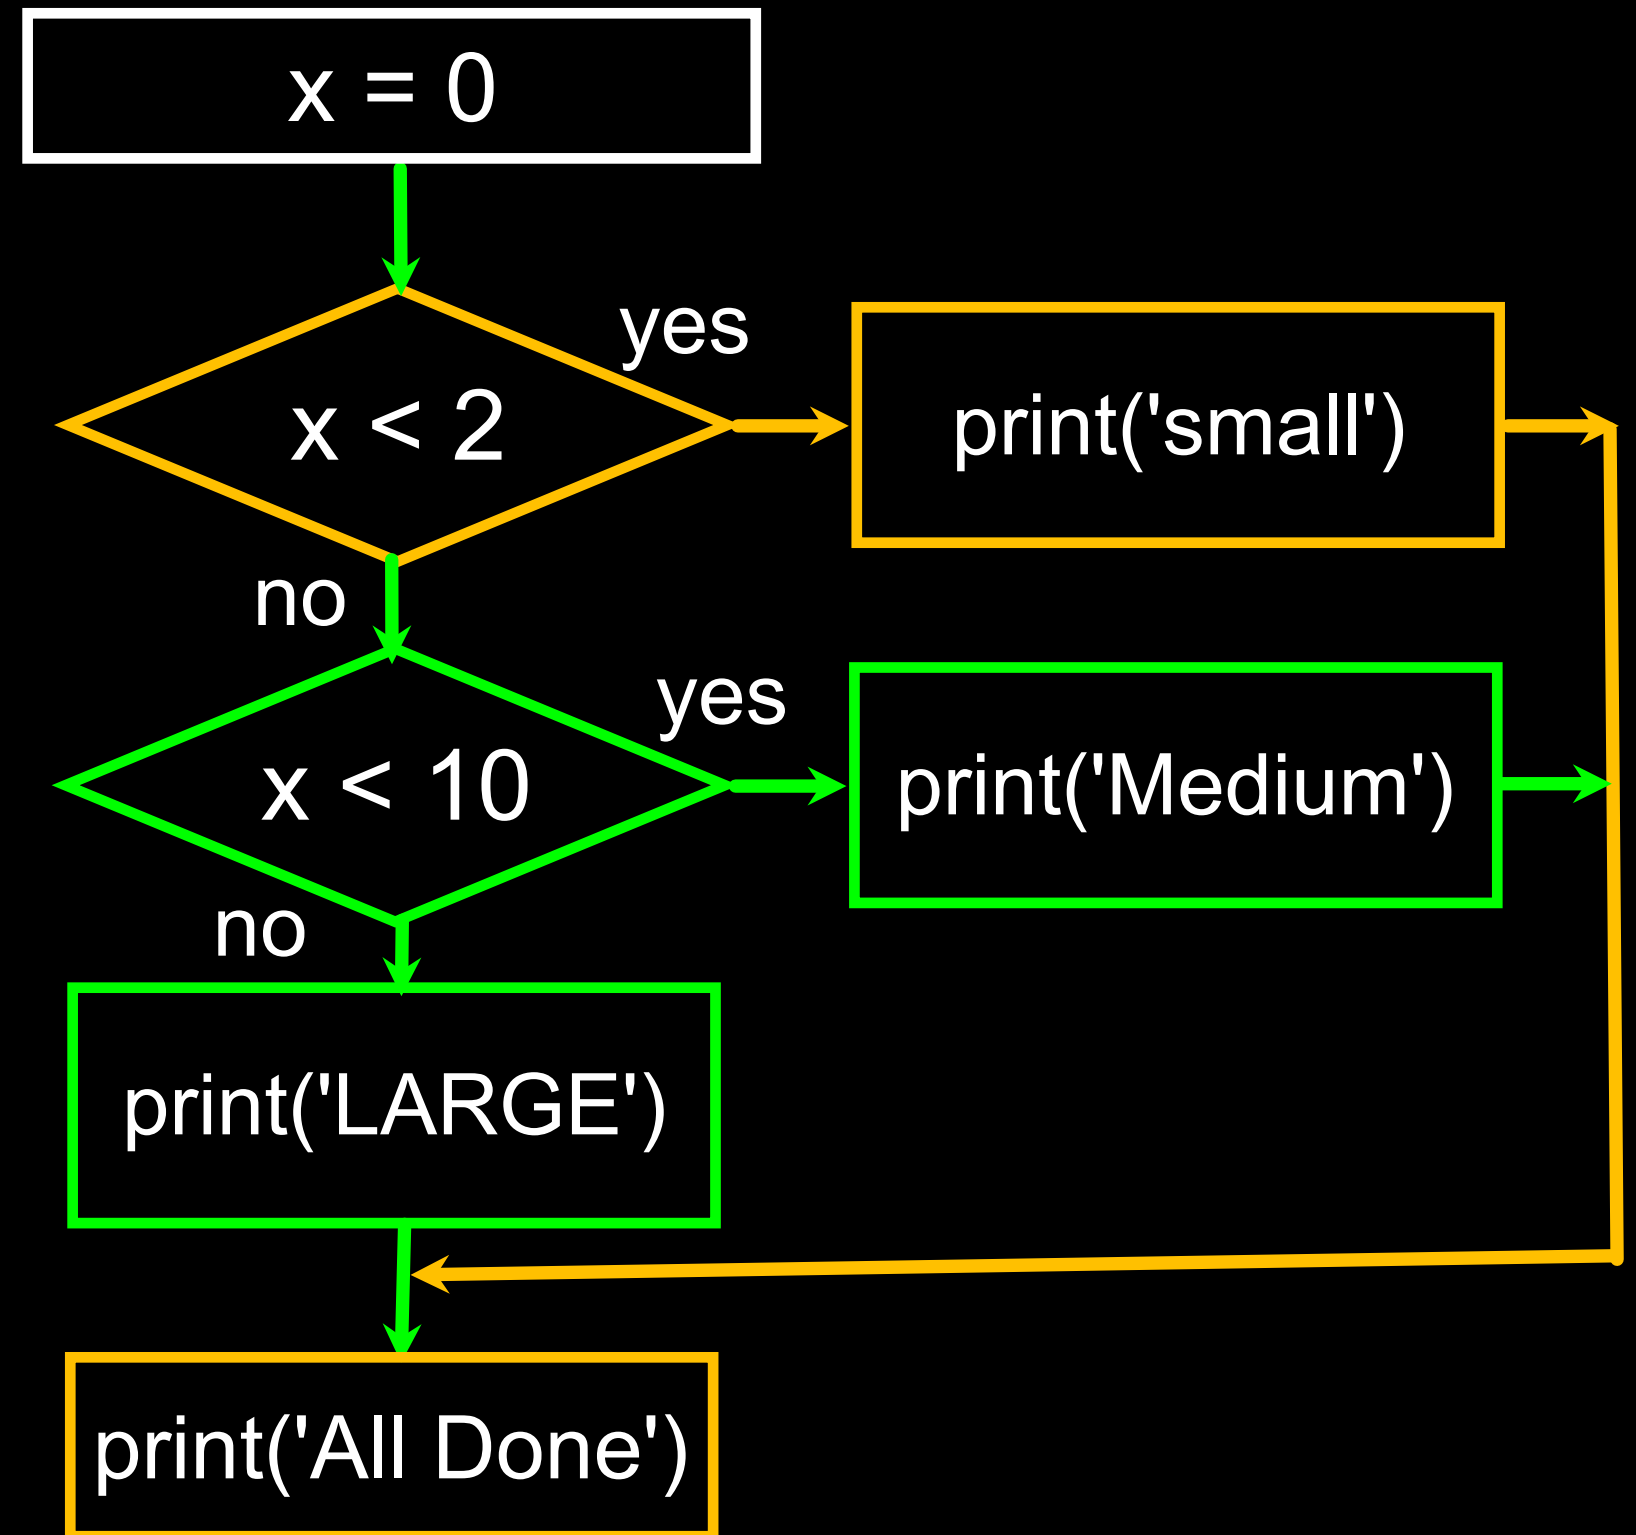 x = 0
yes
x < 2
print('small')
no
yes
x < 10
print('Medium')
no
print('LARGE')
print('All Done')